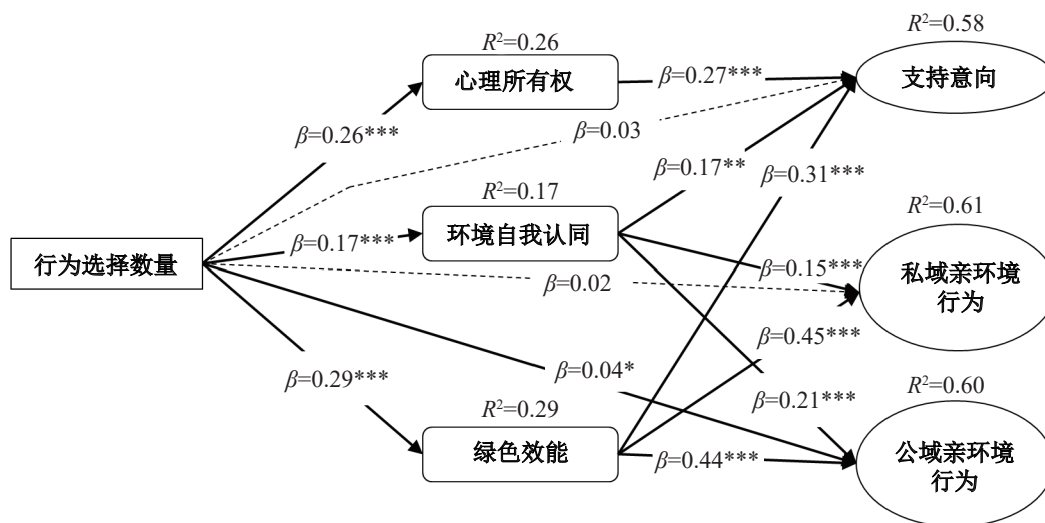 R²=0.58
R²=0.26
心理所有权
β=0.27***
支持意向
β=0.26***
β=0.03
β=0.17**
β=0.31***
R²=0.17
R²=0.61
行为选择数量
β=0.17***
环境自我认同
β=0.02
β=0.15***
私域亲环境
行为
β=0.45***
β=0.29***
β=0.04*
R²=0.60
R²=0.29
β=0.21***
绿色效能
β=0.44***
公域亲环境
行为